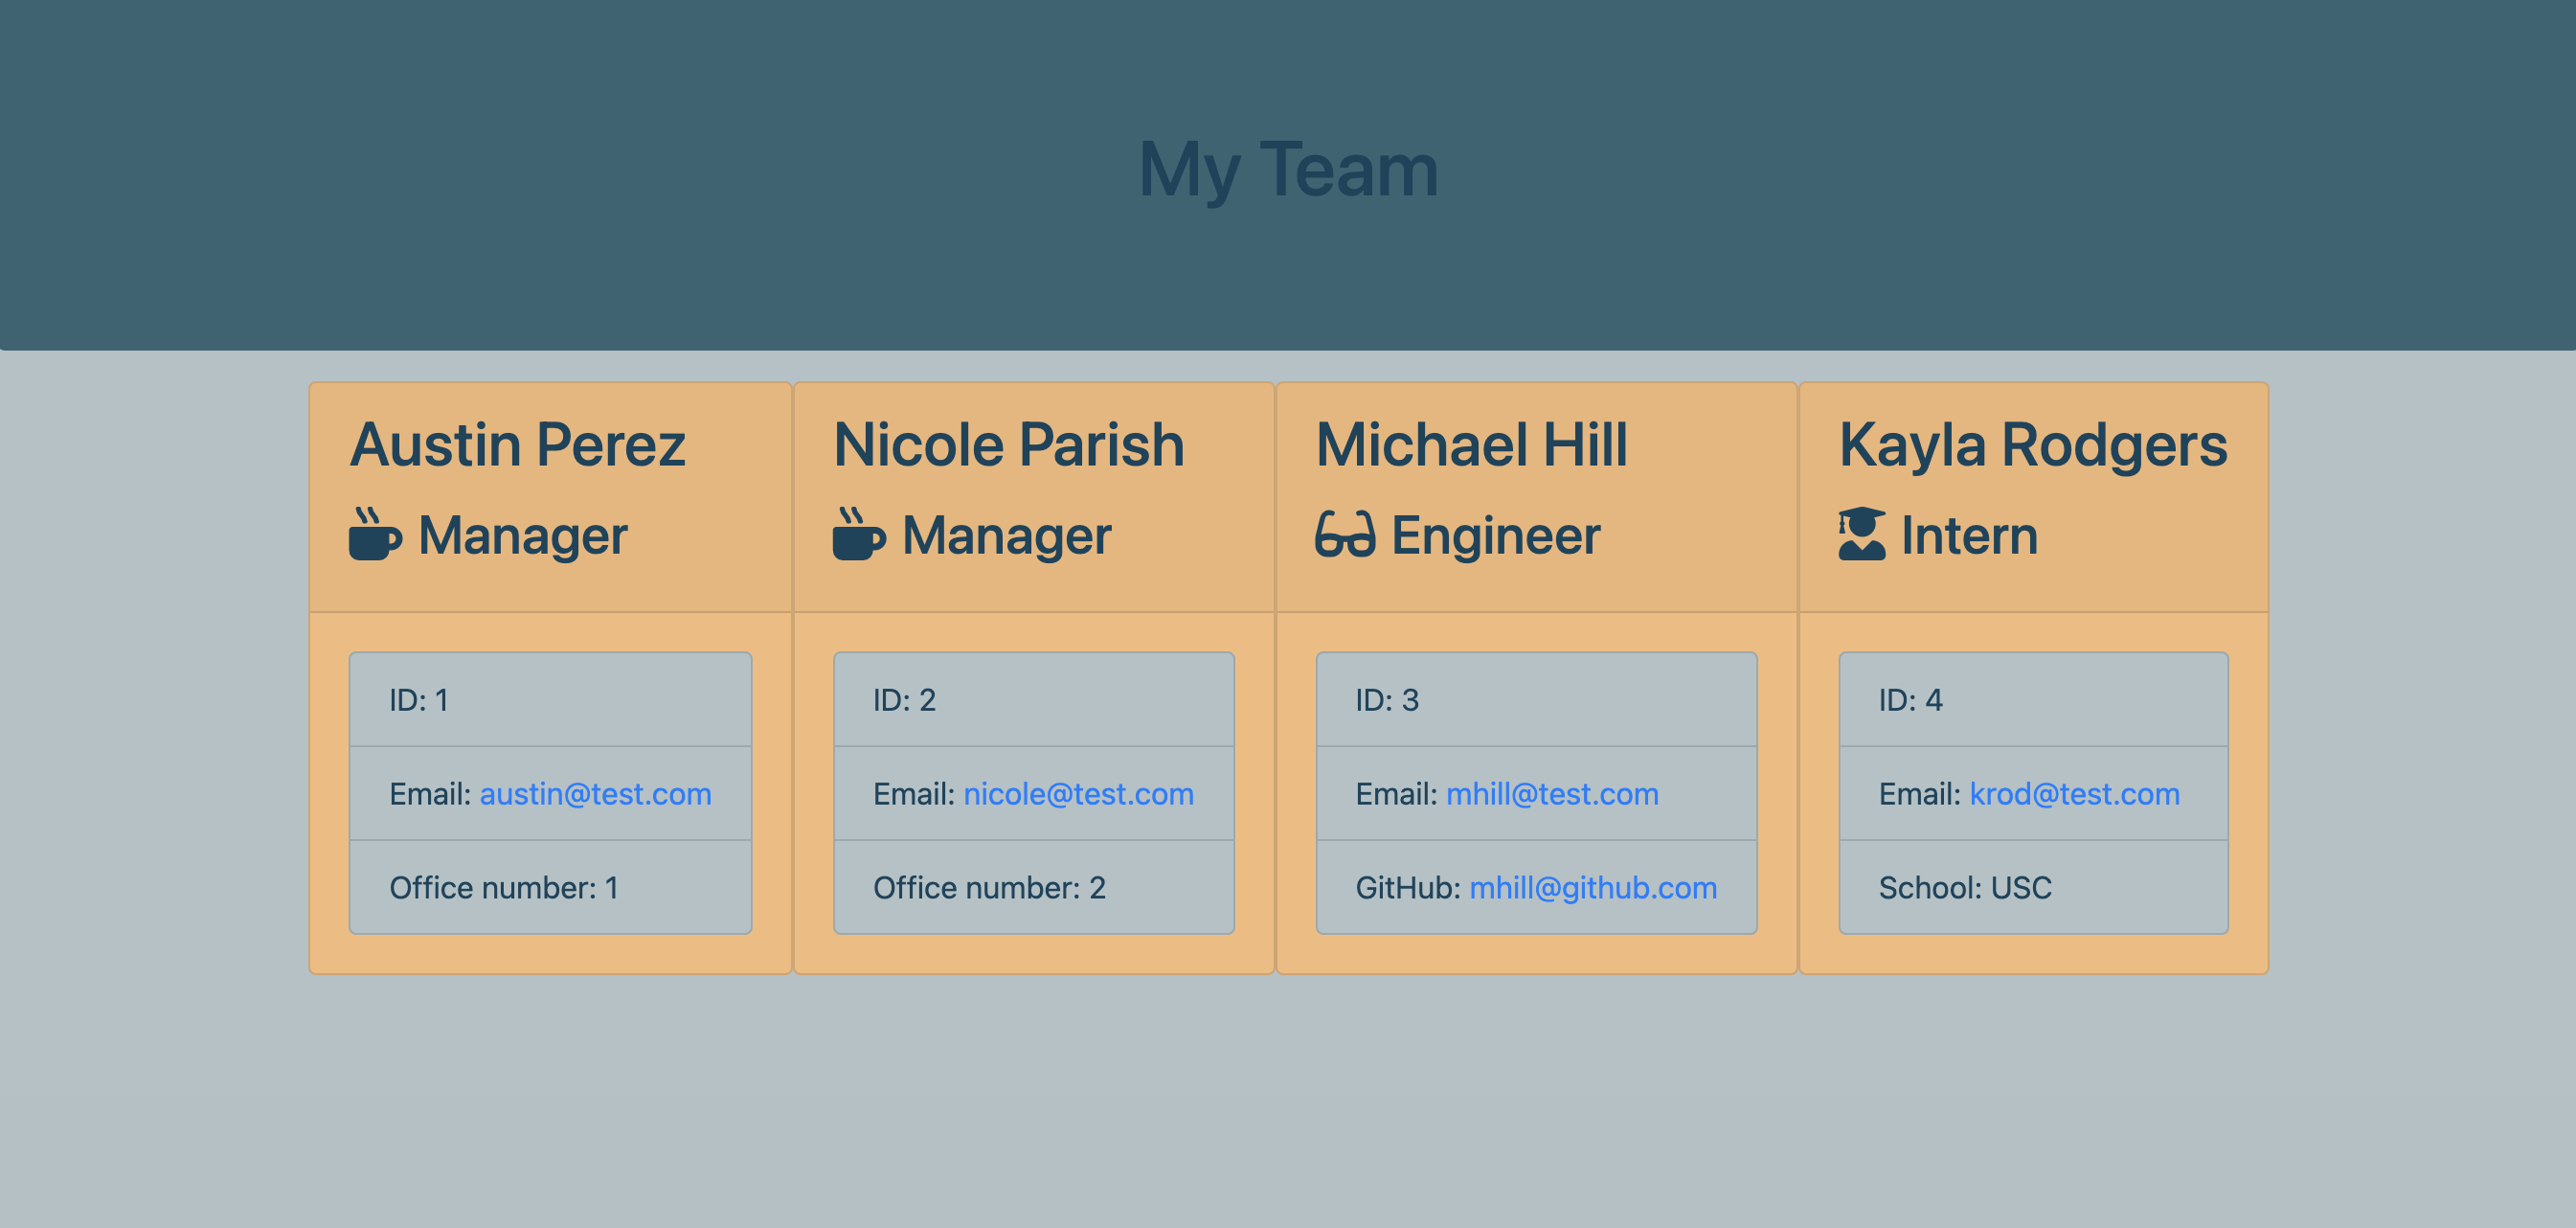 My Team
Austin Perez
Manager
ID: 1
Email: austin@test.com
Office number: 1
Nicole Parish
Manager
ID: 2
Email: nicole@test.com
Office number: 2
Michael Hill
Engineer
ID: 3
Email: mhill@test.com
GitHub: mhill@github.com
Kayla Rodgers
Intern
ID: 4
Email: krod@test.com
School: USC